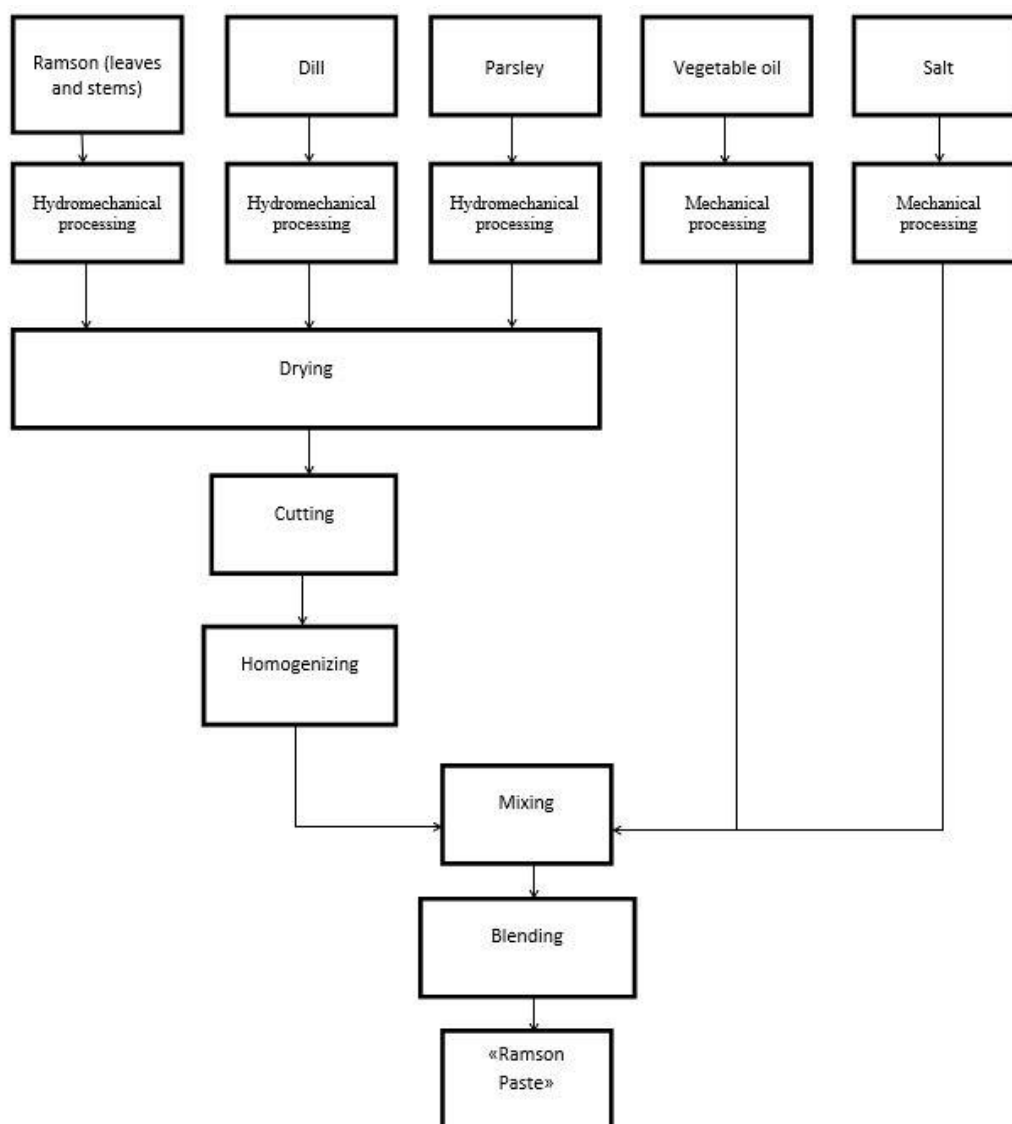 Ramson (leaves
and stems)
Dill
Parsley
Vegetable oil
Salt
Hydromechanical
processing
Hydromechanical
processing
Hydromechanical
processing
Mechanical
processing
Mechanical
processing
Drying
Cutting
Homogenizing
Mixing
Blending
«Ramson
Paste»